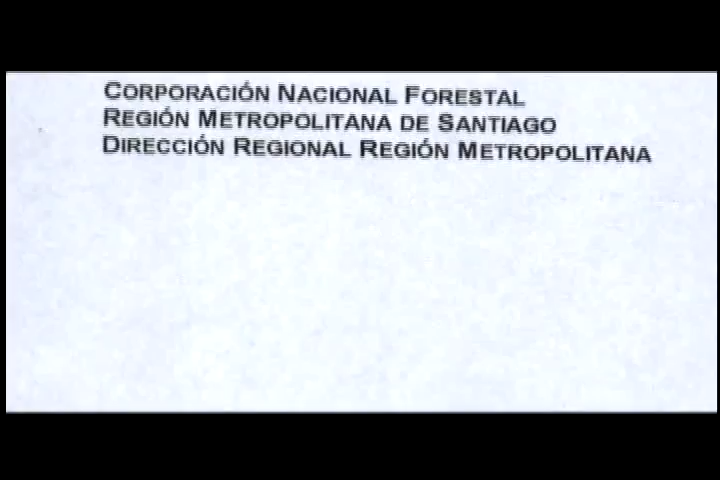 CORPORACIÓN NACIONAL FORESTAL
REGIÓN METROPOLITANA DE SANTIAGO
DIRECCIÓN REGIONAL REGIÓN METROPOLITANA